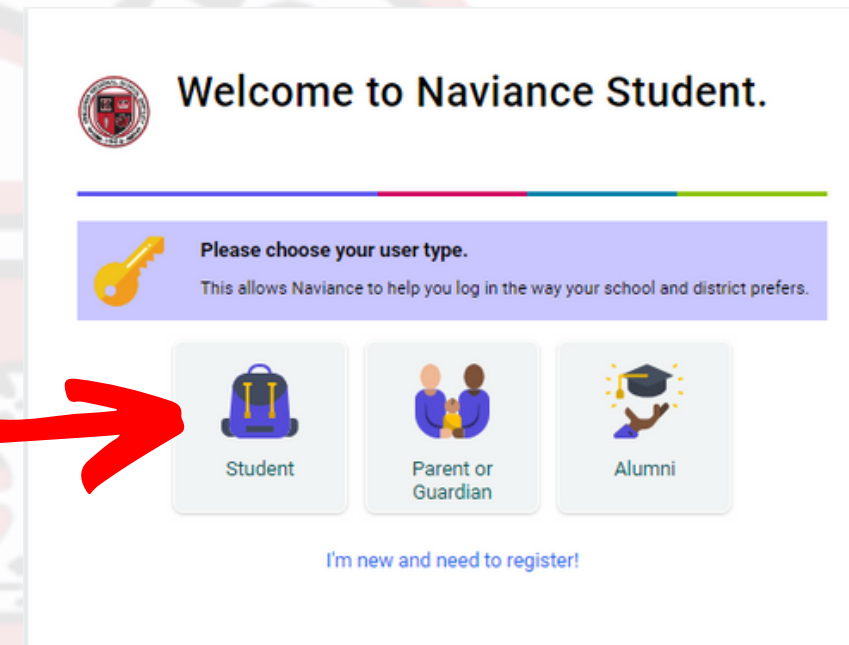 Welcome to Naviance Student.
Please choose your user type.
This allows Naviance to help you log in the way your school and district prefers.
Student
Parent or
Guardian
Alumni
I'm new and need to register!